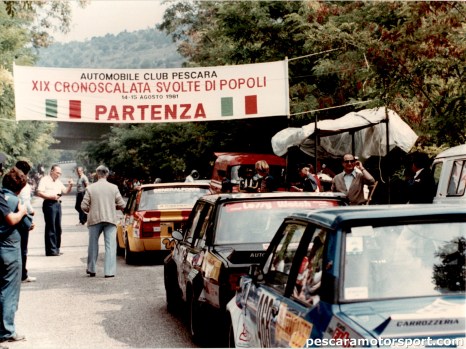 AUTOMOBILE CLUB PESCARA
XIX CRONOSCALATA SVOLTE DI POPOLI
14-15 AGOSTO 1981
PARTENZA
CARROZZERIA
pescaramotorsport.com